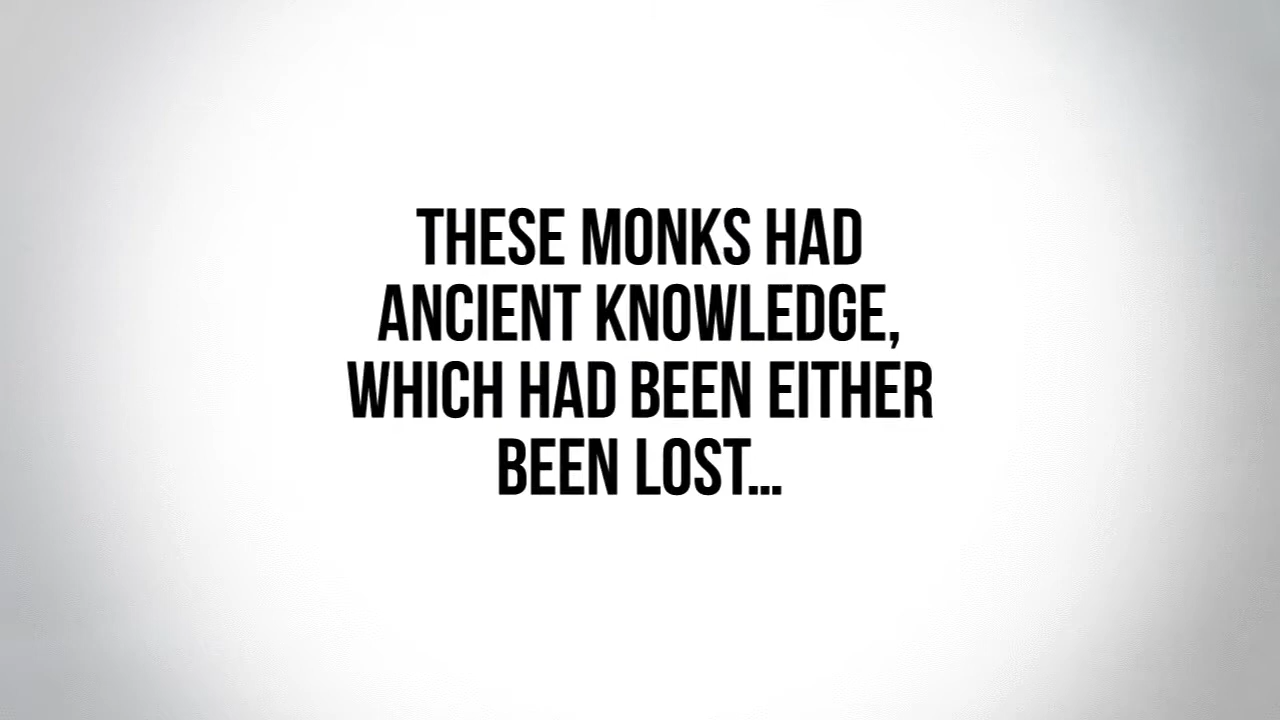 THESE MONKS HAD
ANCIENT KNOWLEDGE,
WHICH HAD BEEN EITHER
BEEN LOST...